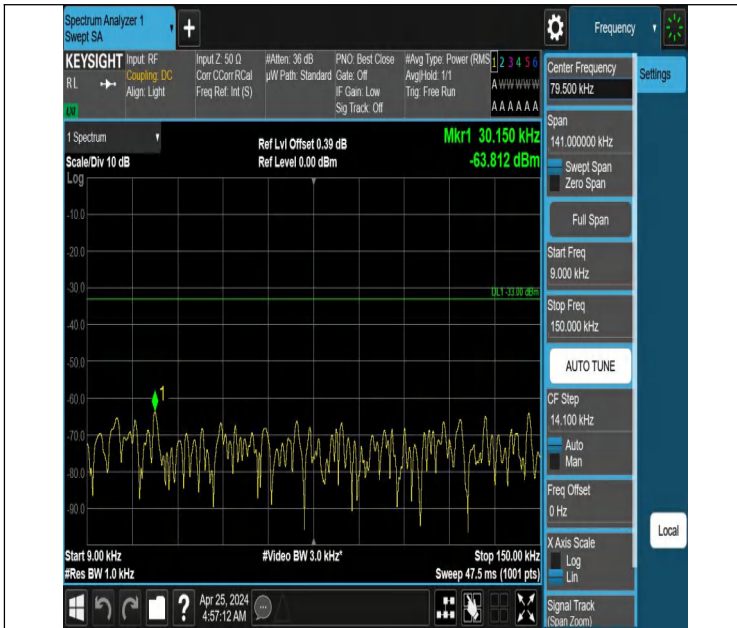 Spectrum Analyzer 1
Swept SA
+
Frequency
KEYSIGHT
RL
LXI
Input: RF
Coupling: DC
Align: Light
Input Z: 50 Ω
Corr CCorr RCal
Freq Ref: Int (S)
#Atten: 36 dB
µW Path: Standard
PNO: Best Close
Gate: Off
IF Gain: Low
Sig Track: Off
#Avg Type: Power (RMS
Avg|Hold: 1/1
Trig: Free Run
1 2 3 4 5 6
A W W W W W
A A A A A A
1 Spectrum
Scale/Div 10 dB
Log
Ref Lvl Offset 0.39 dB
Ref Level 0.00 dBm
Mkr1 30.150 kHz
-63.812 dBm
-10.0
-20.0
-30.0
DL1 -33.00 dBm
-40.0
-50.0
-60.0
1
-70.0
-80.0
-90.0
Start 9.00 kHz
#Res BW 1.0 kHz
#Video BW 3.0 kHz*
Stop 150.00 kHz
Sweep 47.5 ms (1001 pts)
?
Apr 25, 2024
4:57:12 AM
Center Frequency
79.500 kHz
Span
141.000000 kHz
Swept Span
Zero Span
Full Span
Start Freq
9.000 kHz
Stop Freq
150.000 kHz
AUTO TUNE
CF Step
14.100 kHz
Auto
Man
Freq Offset
0 Hz
X Axis Scale
Log
Lin
Signal Track
(Span Zoom)
Settings
Local